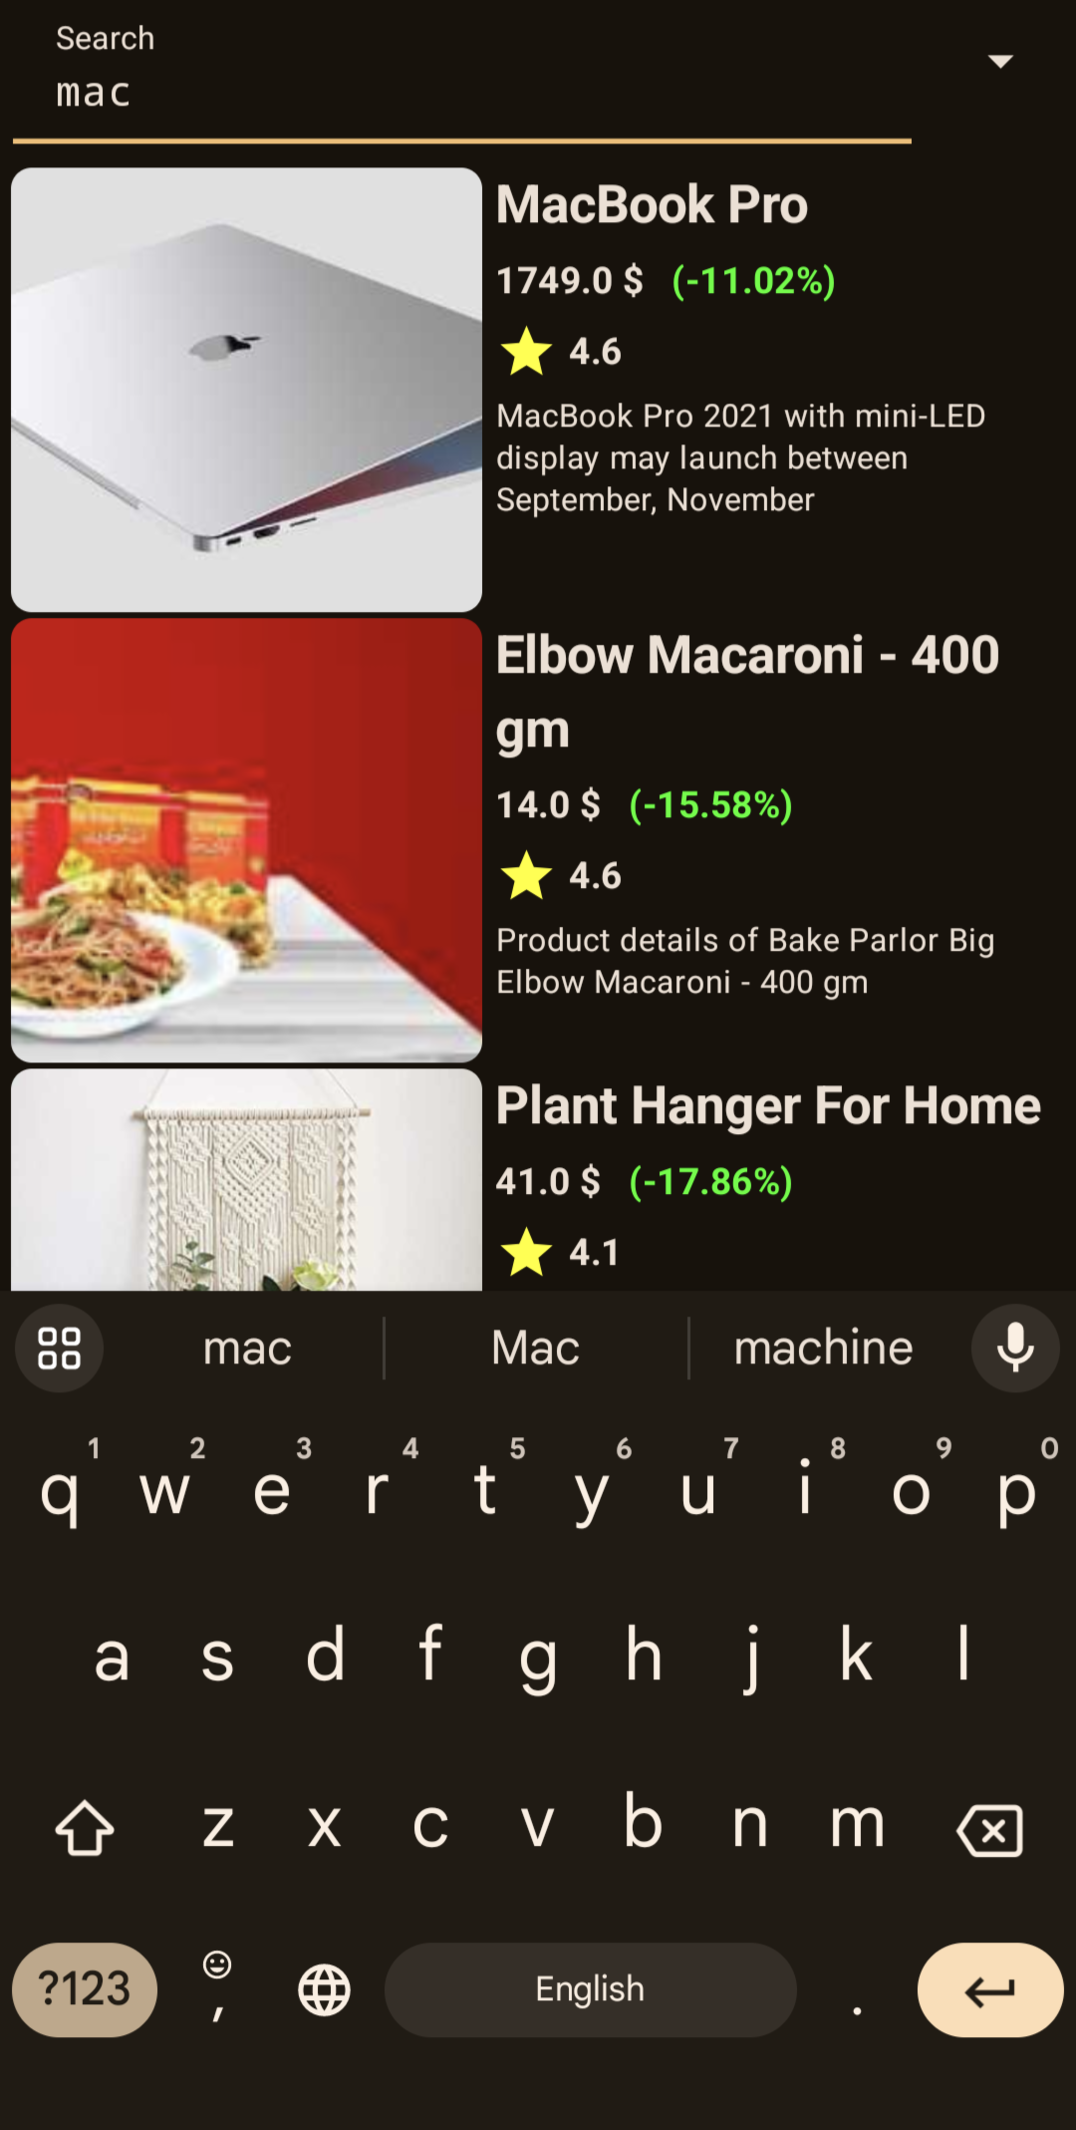 Search
mac
MacBook Pro
1749.0 $ (-11.02%)
4.6
MacBook Pro 2021 with mini-LED
display may launch between
September, November
Elbow Macaroni - 400
gm
14.0 $ (-15.58%)
4.6
Product details of Bake Parlor Big
Elbow Macaroni - 400 gm
Plant Hanger For Home
41.0 $ (-17.86%)
4.1
mac Mac machine
1 2 3 4 5 6 7 8 9 0
q w e r t y u i o p
a s d f g h j k l
z x c v b n m
?123 , English .